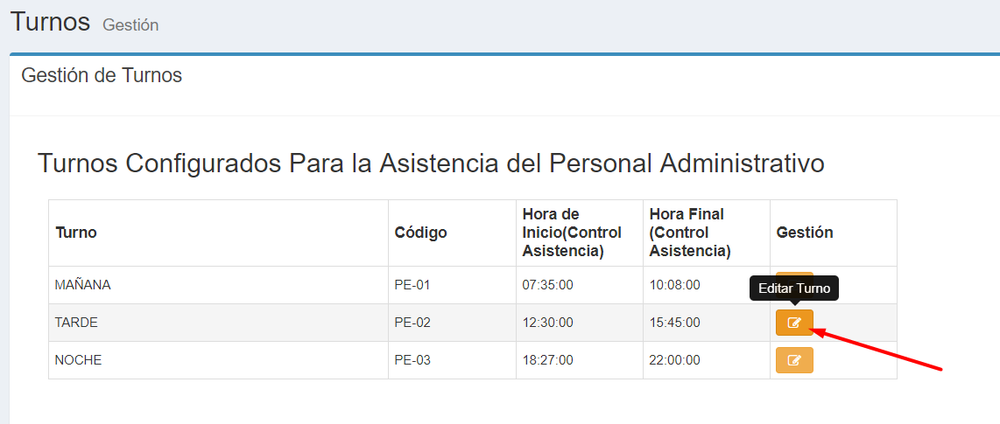 Turnos Gestión
Gestión de Turnos
Turnos Configurados Para la Asistencia del Personal Administrativo
Turno Código Hora de Inicio(Control Asistencia) Hora Final (Control Asistencia) Gestión
MAÑANA PE-01 07:35:00 10:08:00
Editar Turno
TARDE PE-02 12:30:00 15:45:00
NOCHE PE-03 18:27:00 22:00:00